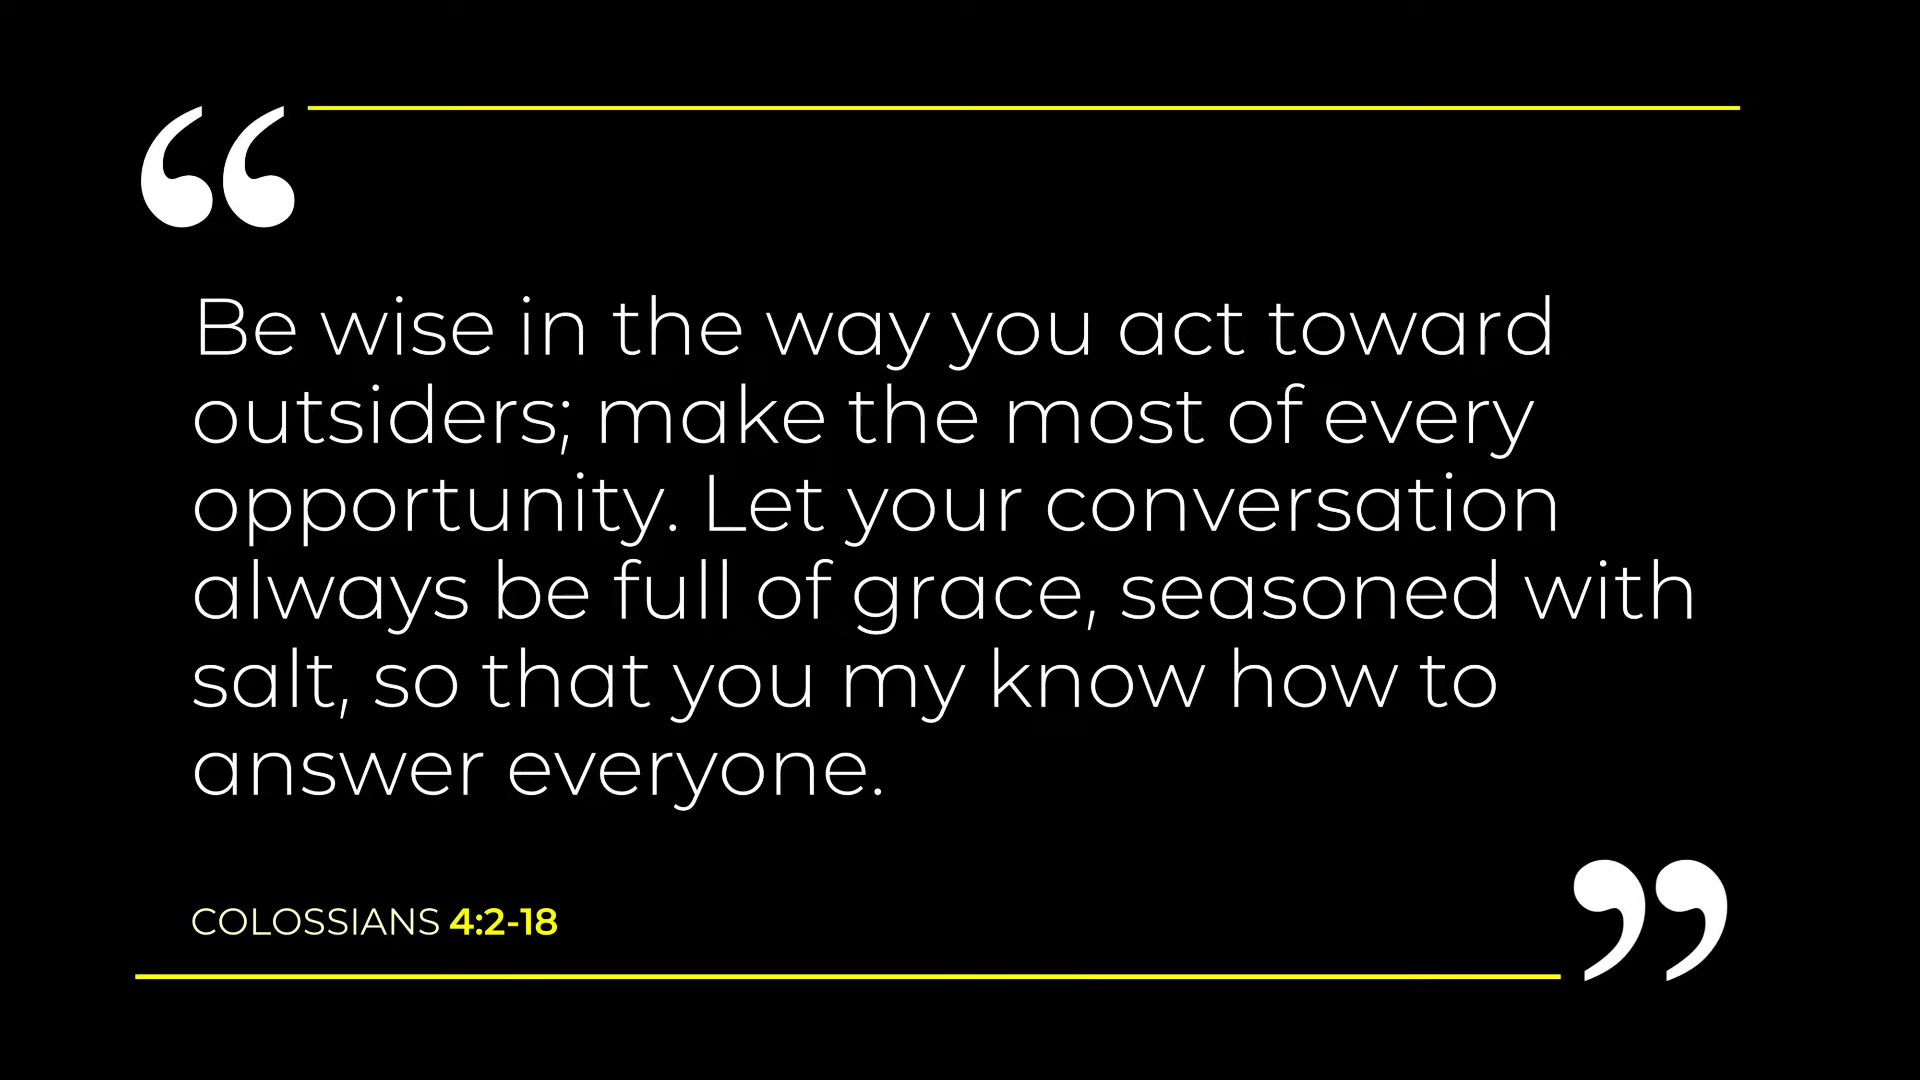 “
Be wise in the way you act toward
outsiders; make the most of every
opportunity. Let your conversation
always be full of grace, seasoned with
salt, so that you my know how to
answer everyone.
”
COLOSSIANS 4:2-18